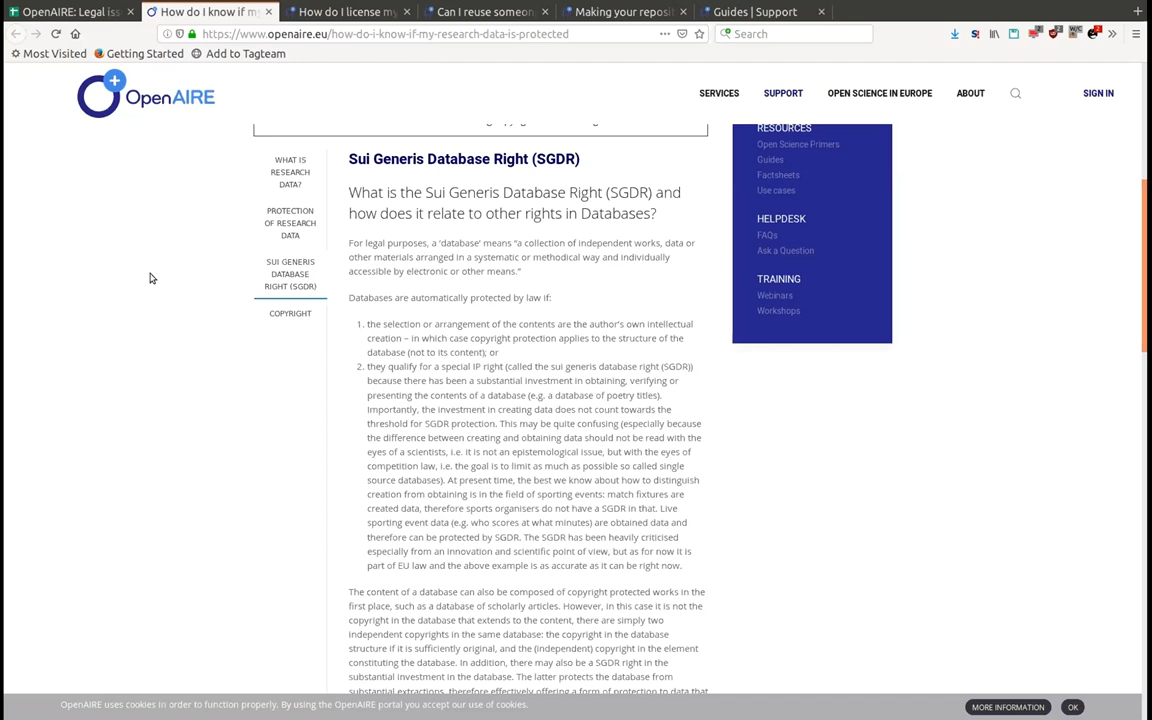 OpenAIRE: Legal iss
How do I know if my
How do I license my
Can I reuse someon
Making your reposi
Guides | Support
https://www.openaire.eu/how-do-i-know-if-my-research-data-is-protected
Search
Most Visited
Getting Started
Add to Tagteam
OpenAIRE
SERVICES
SUPPORT
OPEN SCIENCE IN EUROPE
ABOUT
SIGN IN
WHAT IS
RESEARCH
DATA?
PROTECTION
OF RESEARCH
DATA
SUI GENERIS
DATABASE
RIGHT (SGDR)
COPYRIGHT
Sui Generis Database Right (SGDR)
What is the Sui Generis Database Right (SGDR) and
how does it relate to other rights in Databases?
For legal purposes, a ‘database’ means “a collection of independent works, data or
other materials arranged in a systematic or methodical way and individually
accessible by electronic or other means.”
Databases are automatically protected by law if:
1. the selection or arrangement of the contents are the author's own intellectual
creation – in which case copyright protection applies to the structure of the
database (not to its content); or
2. they qualify for a special IP right (called the sui generis database right (SGDR))
because there has been a substantial investment in obtaining, verifying or
presenting the contents of a database (e.g. a database of poetry titles).
Importantly, the investment in creating data does not count towards the
threshold for SGDR protection. This may be quite confusing (especially because
the difference between creating and obtaining data should not be read with the
eyes of a scientists, i.e. it is not an epistemological issue, but with the eyes of
competition law, i.e. the goal is to limit as much as possible so called single
source databases). At present time, the best we know about how to distinguish
creation from obtaining is in the field of sporting events: match fixtures are
created data, therefore sports organisers do not have a SGDR in that. Live
sporting event data (e.g. who scores at what minutes) are obtained data and
therefore can be protected by SGDR. The SGDR has been heavily criticised
especially from an innovation and scientific point of view, but as for now it is
part of EU law and the above example is as accurate as it can be right now.
The content of a database can also be composed of copyright protected works in the
first place, such as a database of scholarly articles. However, in this case it is not the
copyright in the database that extends to the content, there are simply two
independent copyrights in the same database: the copyright in the database
structure if it is sufficiently original, and the (independent) copyright in the element
constituting the database. In addition, there may also be a SGDR right in the
substantial investment in the database. The latter protects the database from
substantial extractions, therefore effectively offering a form of protection to data that
RESOURCES
Open Science Primers
Guides
Factsheets
Use cases
HELPDESK
FAQs
Ask a Question
TRAINING
Webinars
Workshops
OpenAIRE uses cookies in order to function properly. By using the OpenAIRE portal you accept our use of cookies.
MORE INFORMATION
OK